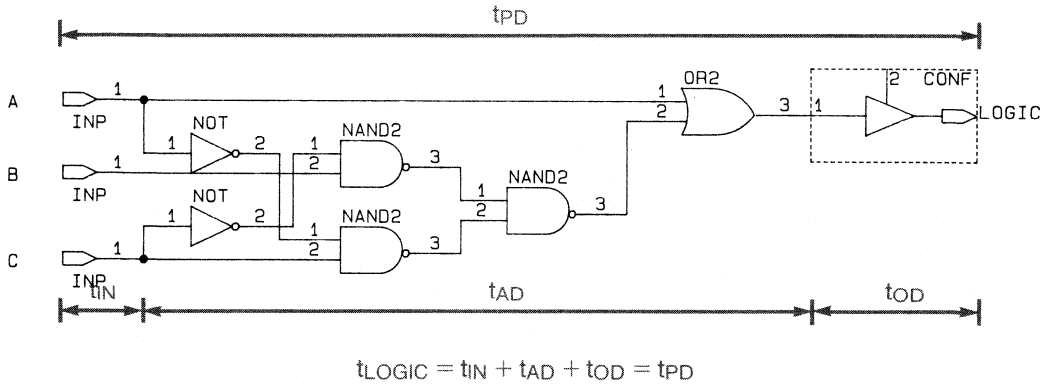 tPD
A 1 INP
NOT 1 2
B 1 INP
NOT 1 2
C 1 INP
NAND2 1 2 3
NAND2 1 2 3
NAND2 1 2 3
OR2 1 2 3
1 2 CONF
LOGIC
tIN tAD tOD
tLOGIC = tIN + tAD + tOD = tPD